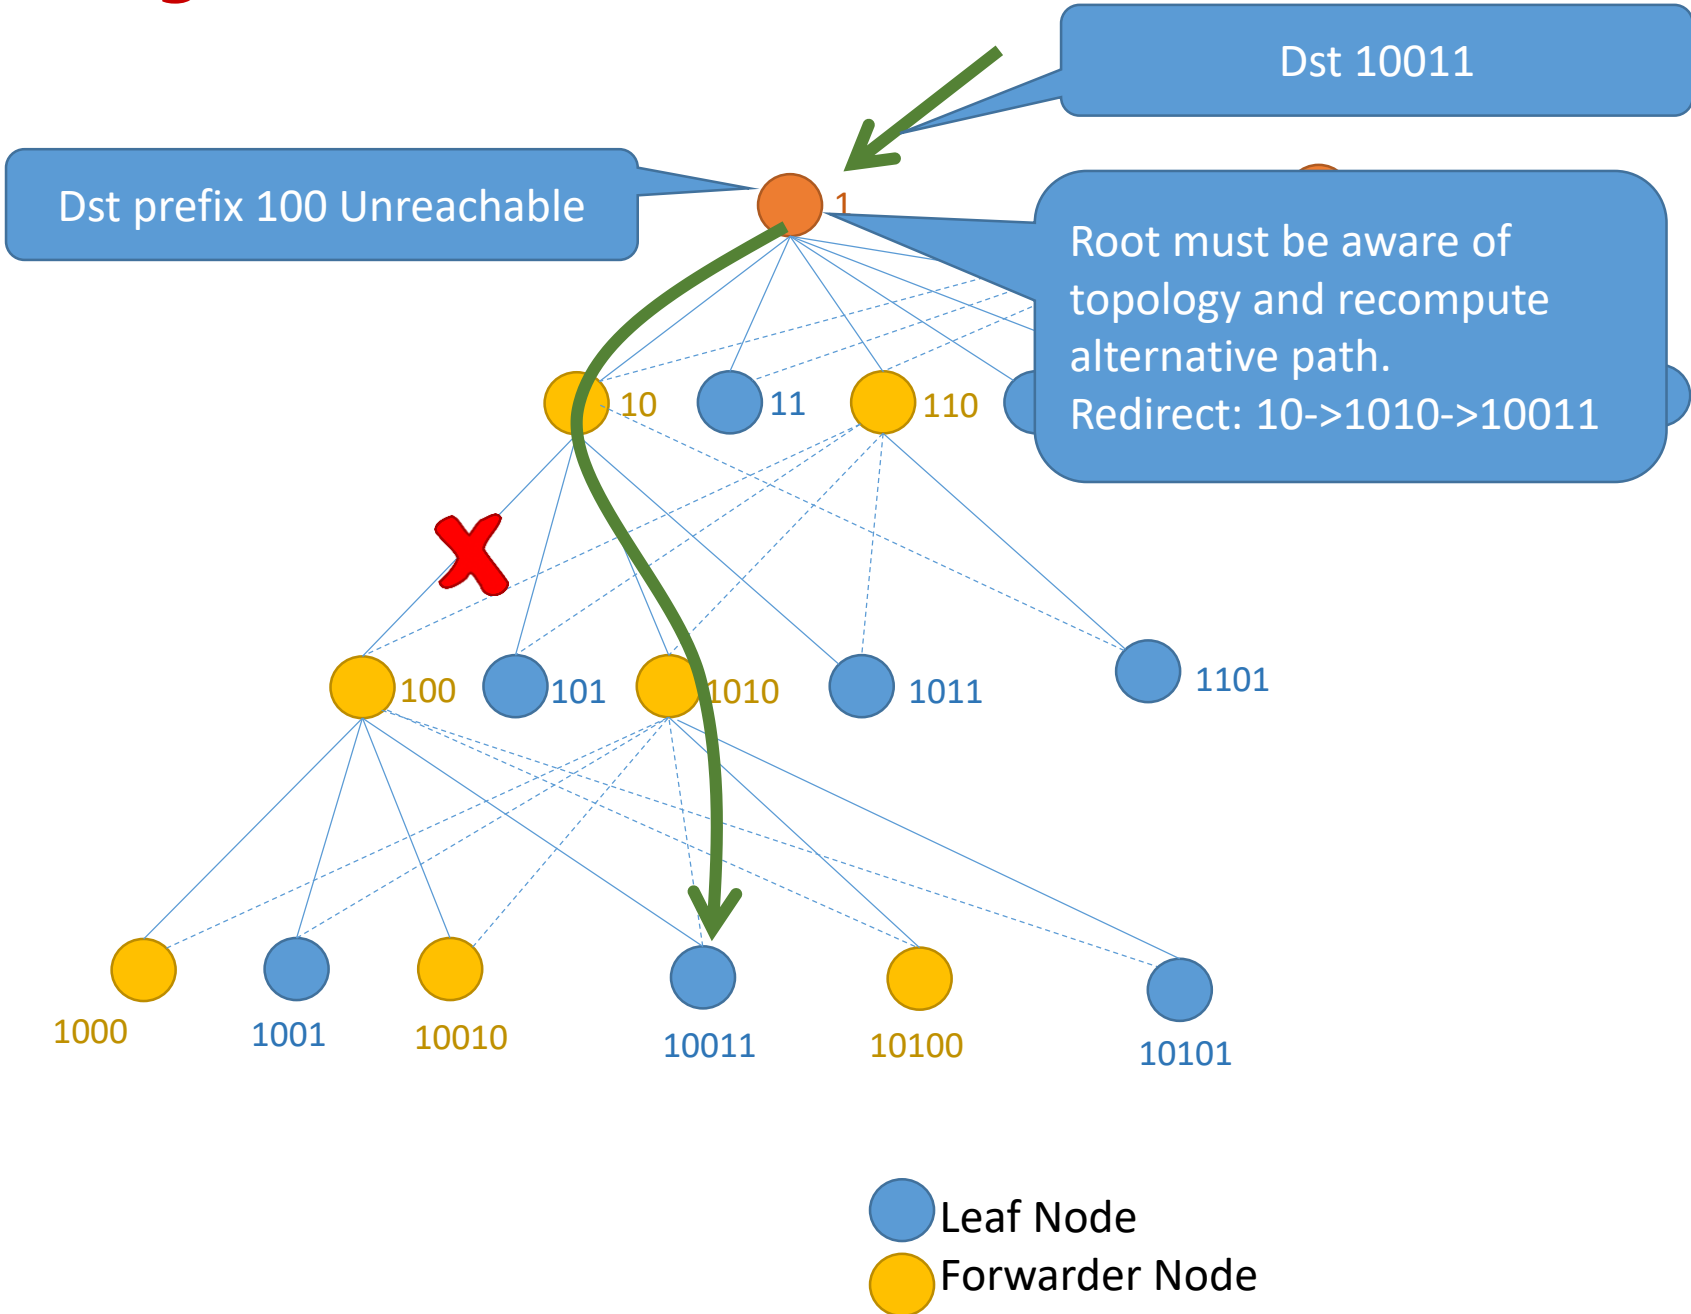 Dst 10011
Dst prefix 100 Unreachable
1
Root must be aware of
topology and recompute
alternative path.
Redirect: 10->1010->10011
10
11
110
100
101
1010
1011
1101
1000
1001
10010
10011
10100
10101
Leaf Node
Forwarder Node